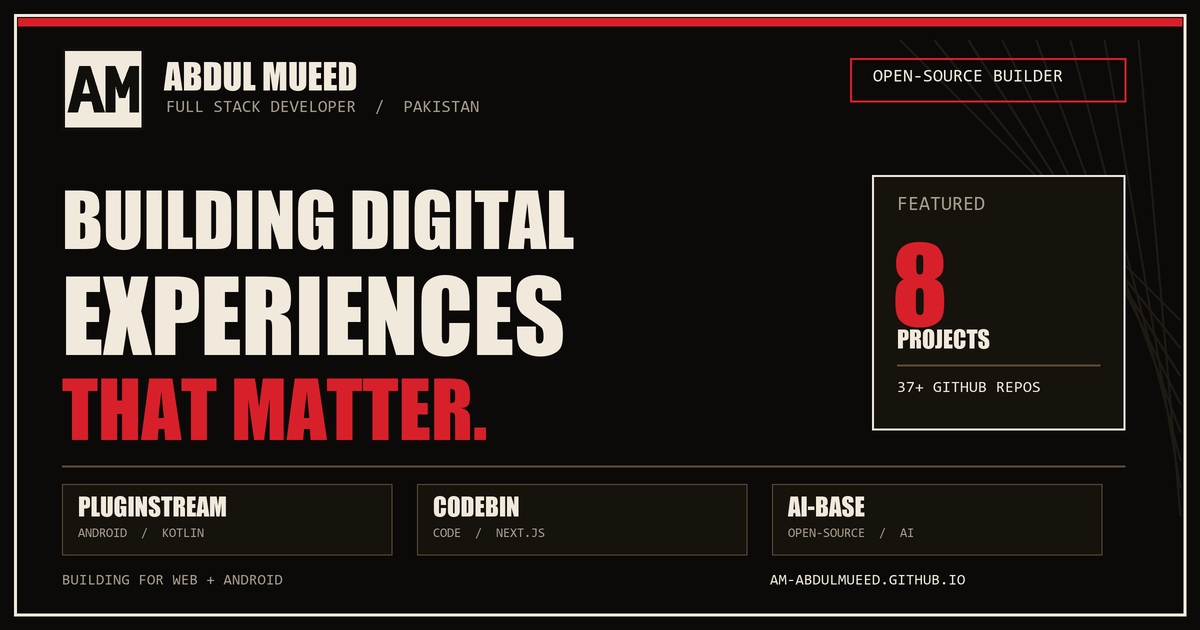 AM
ABDUL MUEED
FULL STACK DEVELOPER / PAKISTAN
OPEN-SOURCE BUILDER
BUILDING DIGITAL
EXPERIENCES
THAT MATTER.
FEATURED
8
PROJECTS
37+ GITHUB REPOS
PLUGINSTREAM
ANDROID / KOTLIN
CODEBIN
CODE / NEXT.JS
AI-BASE
OPEN-SOURCE / AI
BUILDING FOR WEB + ANDROID
AM-ABDULMUEED.GITHUB.IO